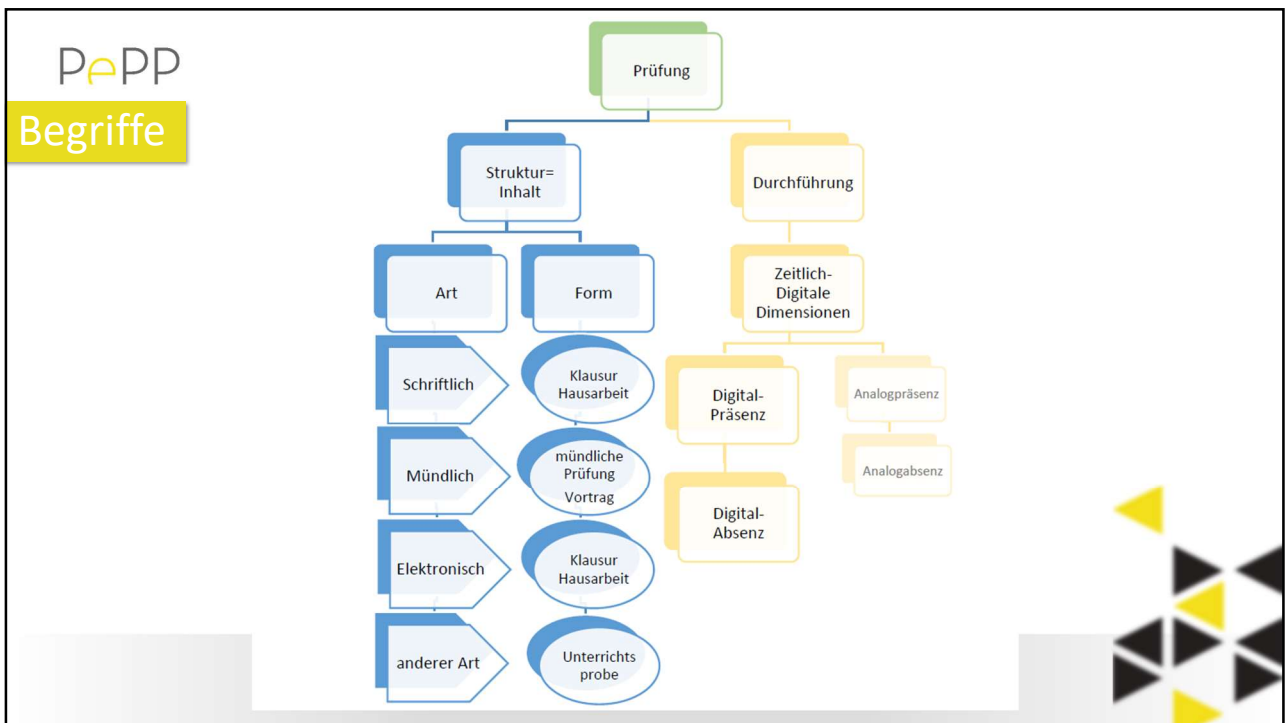 PePP
Begriffe
Prüfung
Struktur=
Inhalt
Durchführung
Art
Form
Zeitlich-
Digitale
Dimensionen
Schriftlich
Klausur
Hausarbeit
Digital-
Präsenz
Analogpräsenz
Mündlich
mündliche
Prüfung
Vortrag
Analogabsenz
Digital-
Absenz
Elektronisch
Klausur
Hausarbeit
anderer Art
Unterrichts
probe